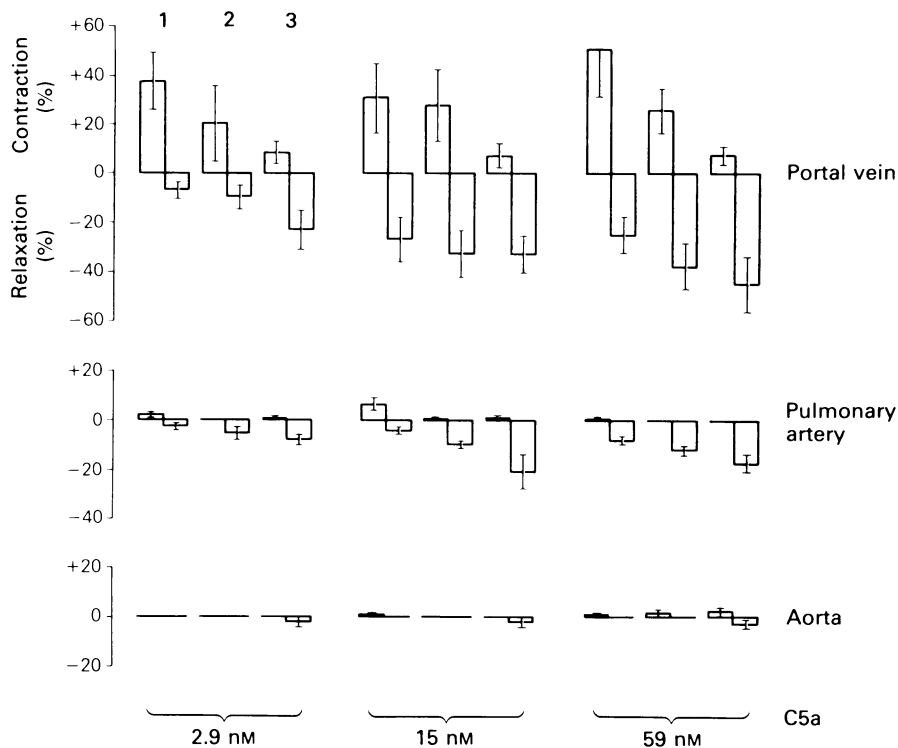 1 2 3
Contraction
(%)
Relaxation
(%)
+60
+40
+20
0
−20
−40
−60
Portal vein
+20
0
−20
−40
Pulmonary
artery
+20
0
−20
Aorta
2.9 nM 15 nM 59 nM
C5a